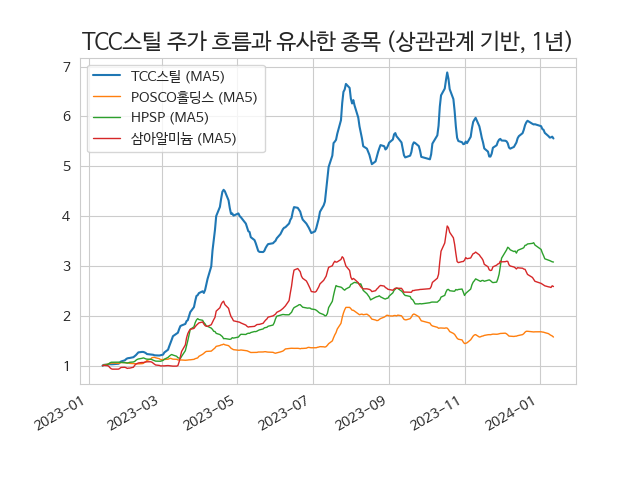 TCC스틸 주가 흐름과 유사한 종목 (상관관계 기반, 1년)
TCC스틸 (MA5)
POSCO홀딩스 (MA5)
HPSP (MA5)
삼아알미늄 (MA5)
7
6
5
4
3
2
1
2023-01
2023-03
2023-05
2023-07
2023-09
2023-11
2024-01